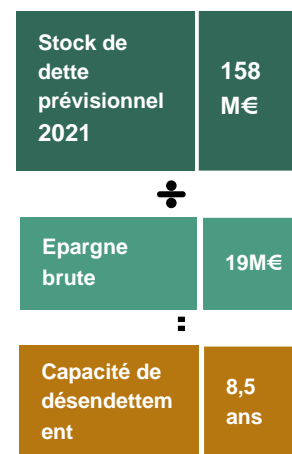 Stock de
dette
prévisionnel
2021
158
M€
÷
Epargne
brute
19M€
:
Capacité de
désendettem
ent
8,5
ans